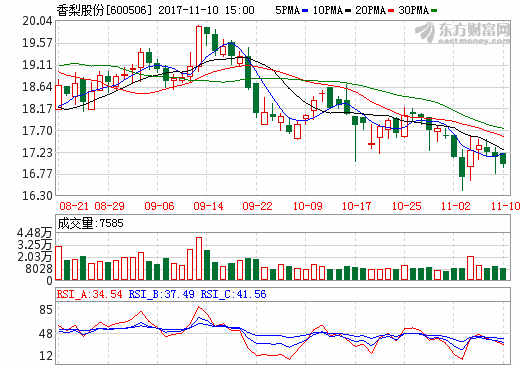 香梨股份[600506] 2017-11-10 15:00 5PMA 10PMA 20PMA 30PMA
东方财富网
eastmoney.com
20.04
19.57
19.11
18.64
18.17
17.70
17.23
16.77
16.30
08-21 08-29 09-06 09-14 09-22 10-09 10-17 10-25 11-02 11-10
成交量:7585
4.48万
3.25万
2.03万
8028
0
RSI_A:34.54 RSI_B:37.49 RSI_C:41.56
85
48
12